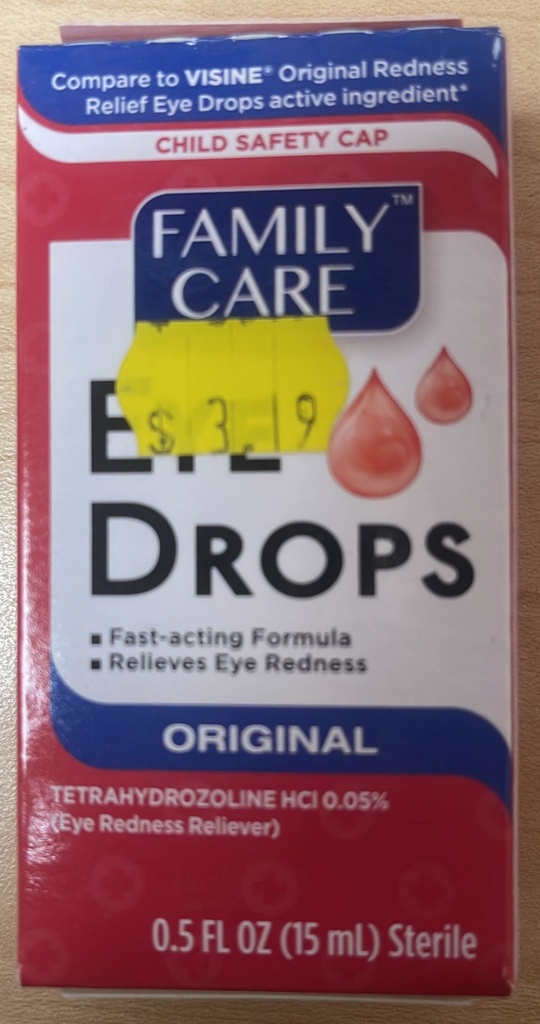 Compare to VISINE® Original Redness
Relief Eye Drops active ingredient*
CHILD SAFETY CAP
FAMILY™
CARE
$ 3.19
EYE
DROPS
▪ Fast-acting Formula
▪ Relieves Eye Redness
ORIGINAL
TETRAHYDROZOLINE HCl 0.05%
(Eye Redness Reliever)
0.5 FL OZ (15 mL) Sterile